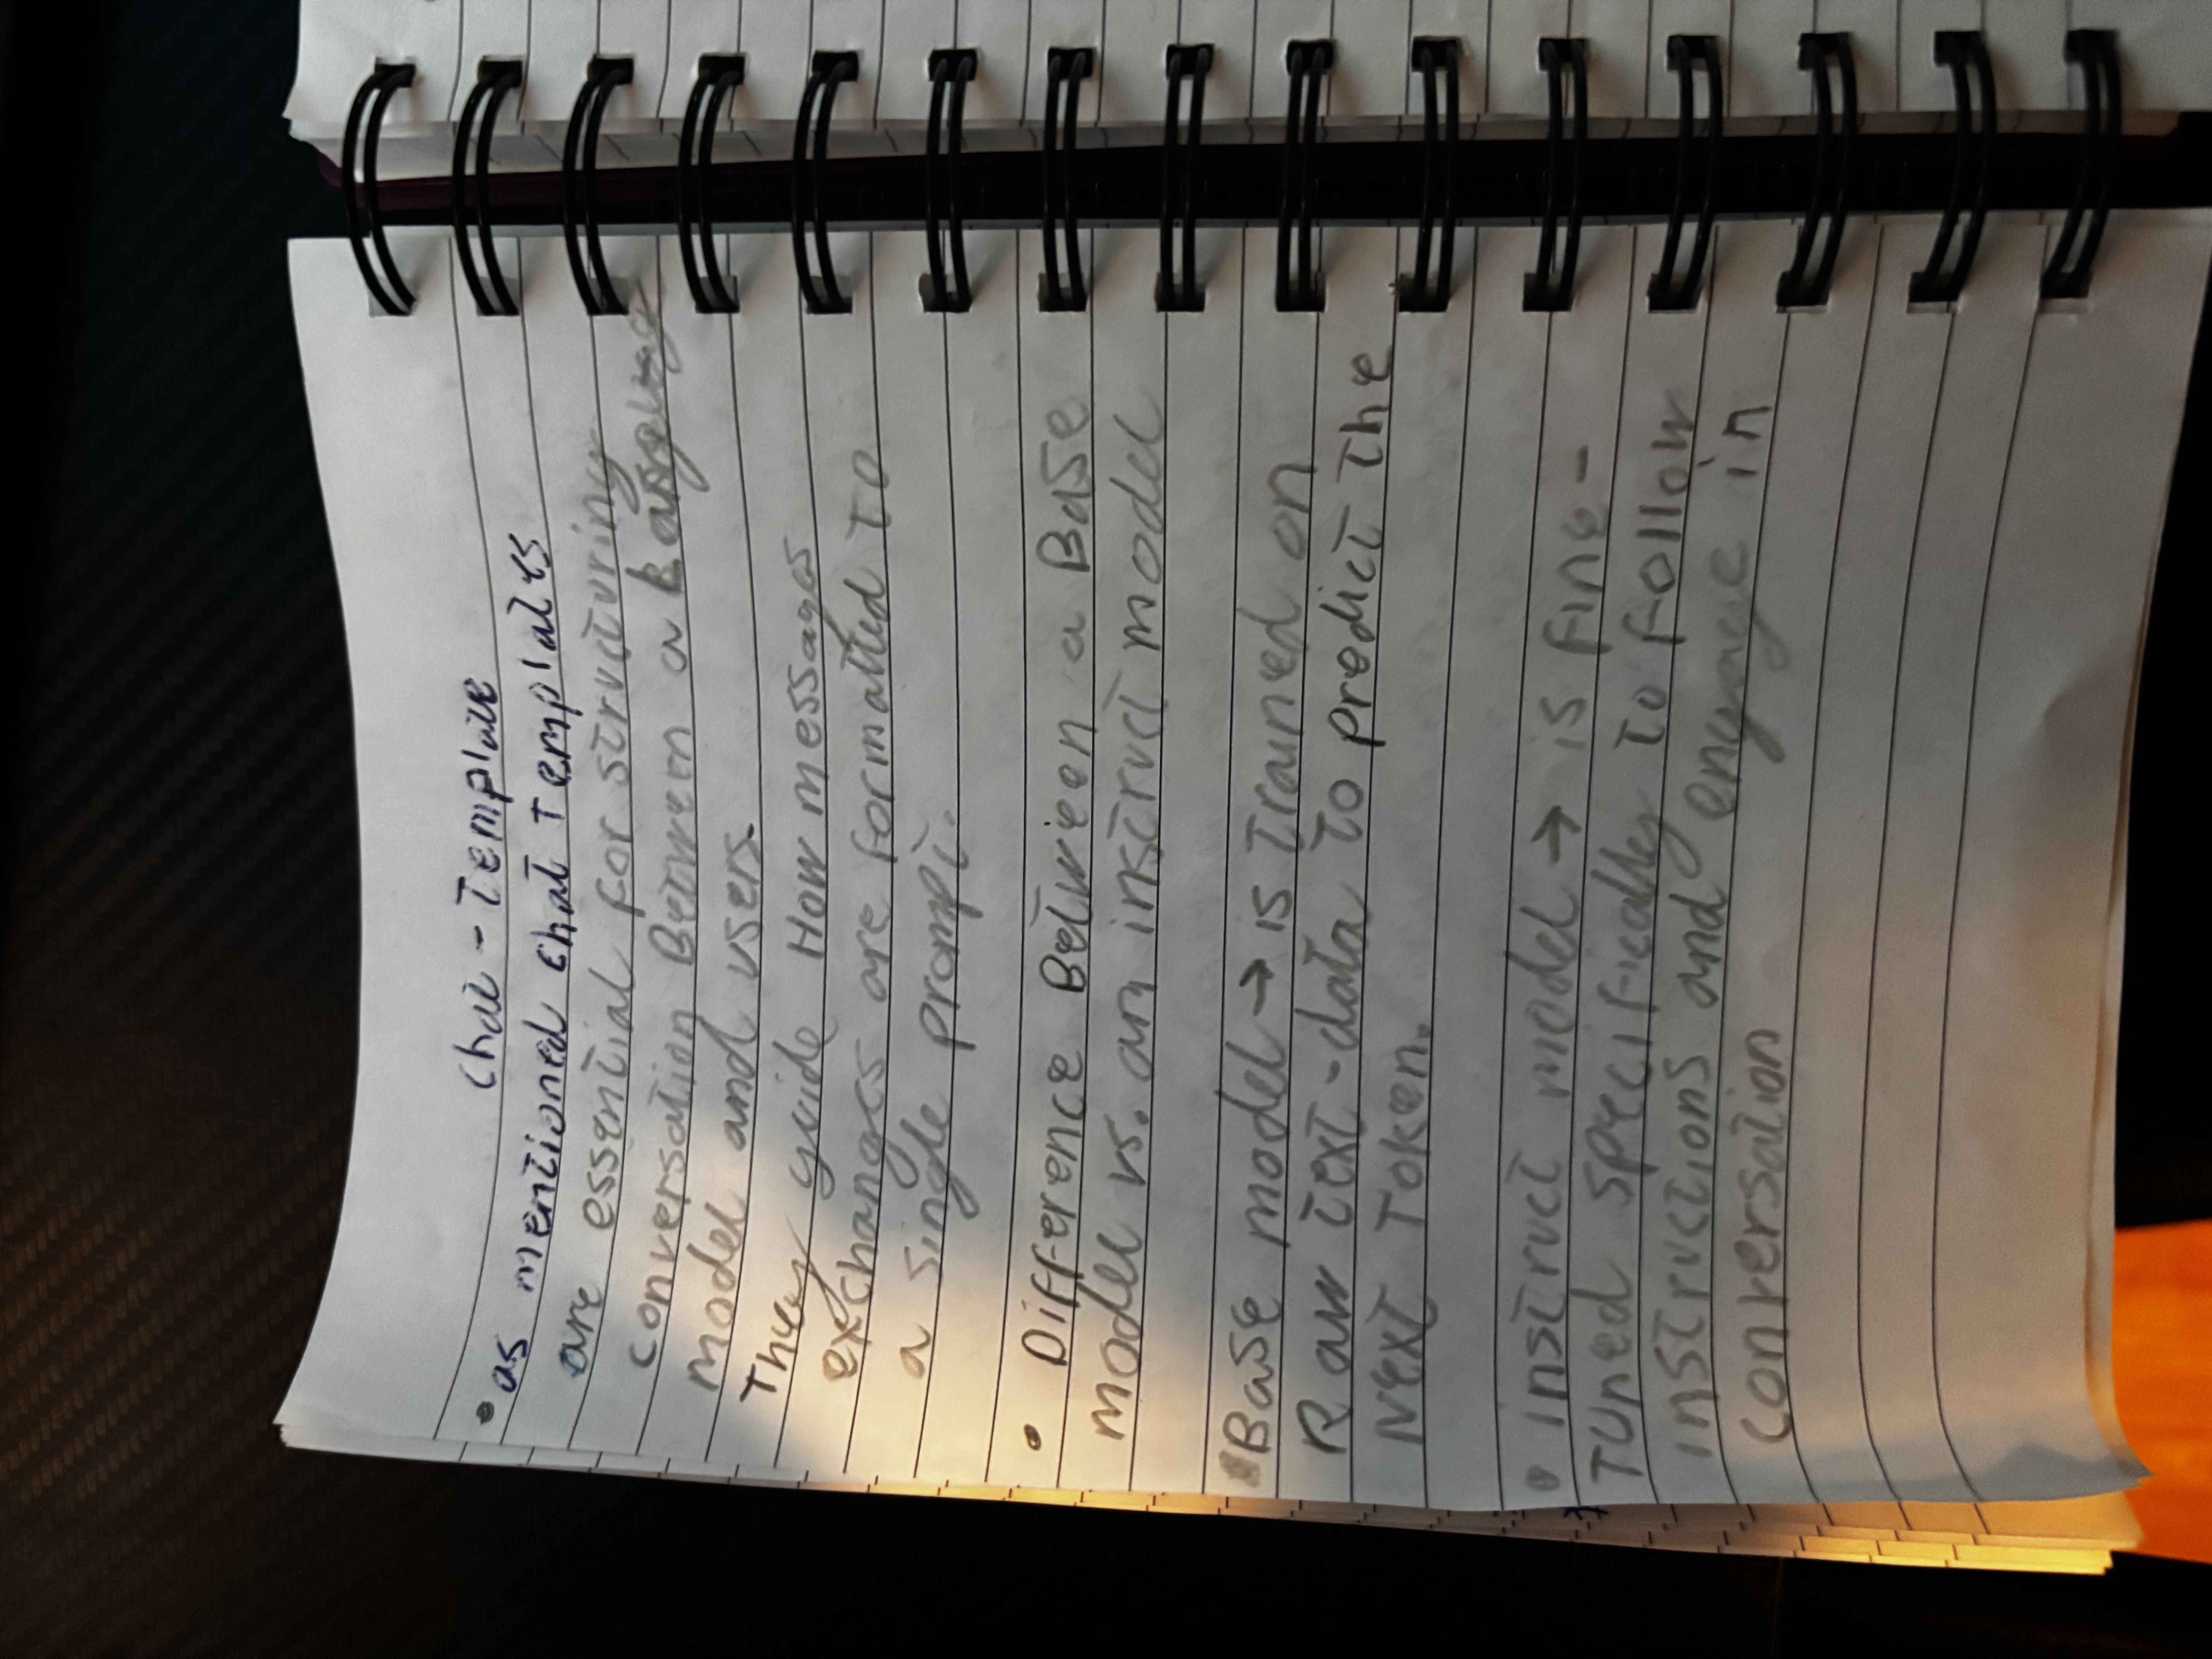 Chat - Template
• as mentioned chat Templates
are essential for structuring
conversation Between a Language
model and users.
They guide How messages
exchanges are formatted to
a single prompt.
• Difference Between a Base
model vs. an instruct model
Base model → is trained on
Raw text-data to predict the
Next Token.
• instruct model → is fine-
tuned specifically to follow
instructions and engage in
conversation